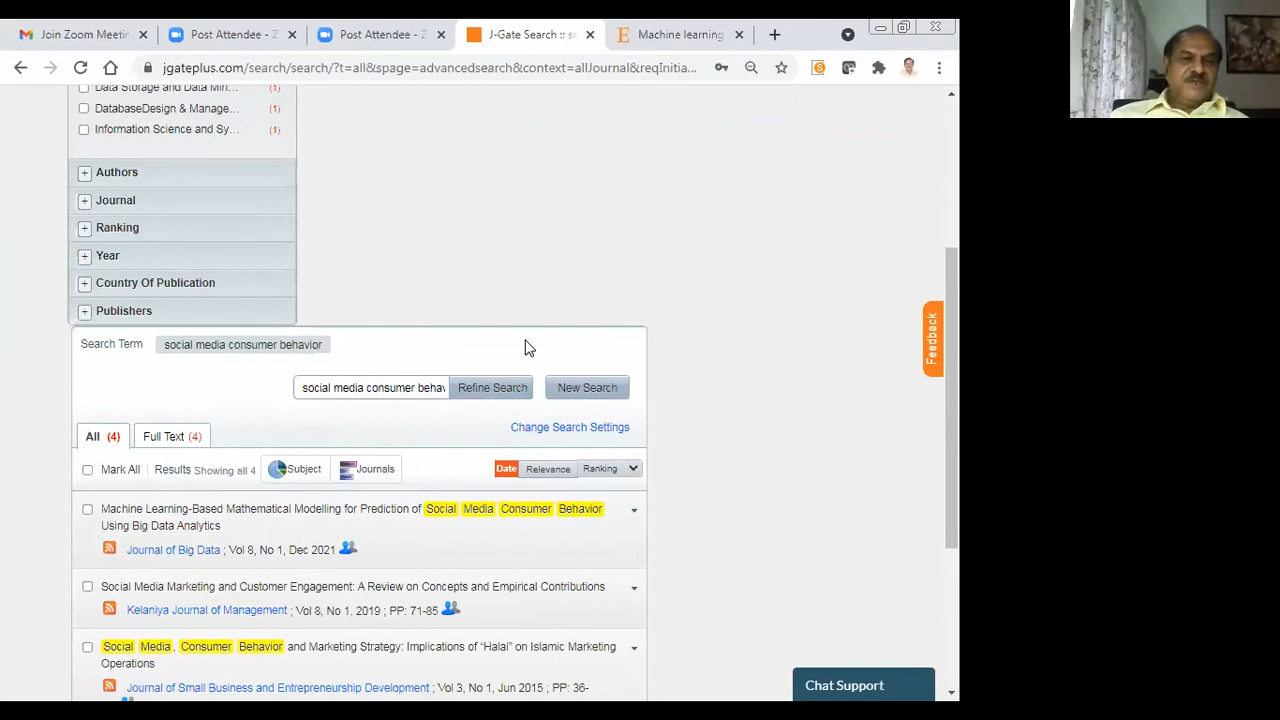 Join Zoom Meetin
Post Attendee - Z
Post Attendee - Z
J-Gate Search :: s
Machine learning
jgateplus.com/search/search/?t=all&spage=advancedsearch&context=allJournal&reqInitia...
Data Storage and Data Min... (1)
DatabaseDesign & Manage... (1)
Information Science and Sy... (1)
Authors
Journal
Ranking
Year
Country Of Publication
Publishers
Feedback
Search Term social media consumer behavior
social media consumer behav Refine Search New Search
Change Search Settings
All (4) Full Text (4)
Mark All Results Showing all 4 Subject Journals Date Relevance Ranking
Machine Learning-Based Mathematical Modelling for Prediction of Social Media Consumer Behavior
Using Big Data Analytics
Journal of Big Data ; Vol 8, No 1, Dec 2021
Social Media Marketing and Customer Engagement: A Review on Concepts and Empirical Contributions
Kelaniya Journal of Management ; Vol 8, No 1, 2019 ; PP: 71-85
Social Media, Consumer Behavior and Marketing Strategy: Implications of “Halal” on Islamic Marketing
Operations
Journal of Small Business and Entrepreneurship Development ; Vol 3, No 1, Jun 2015 ; PP: 36-
Chat Support